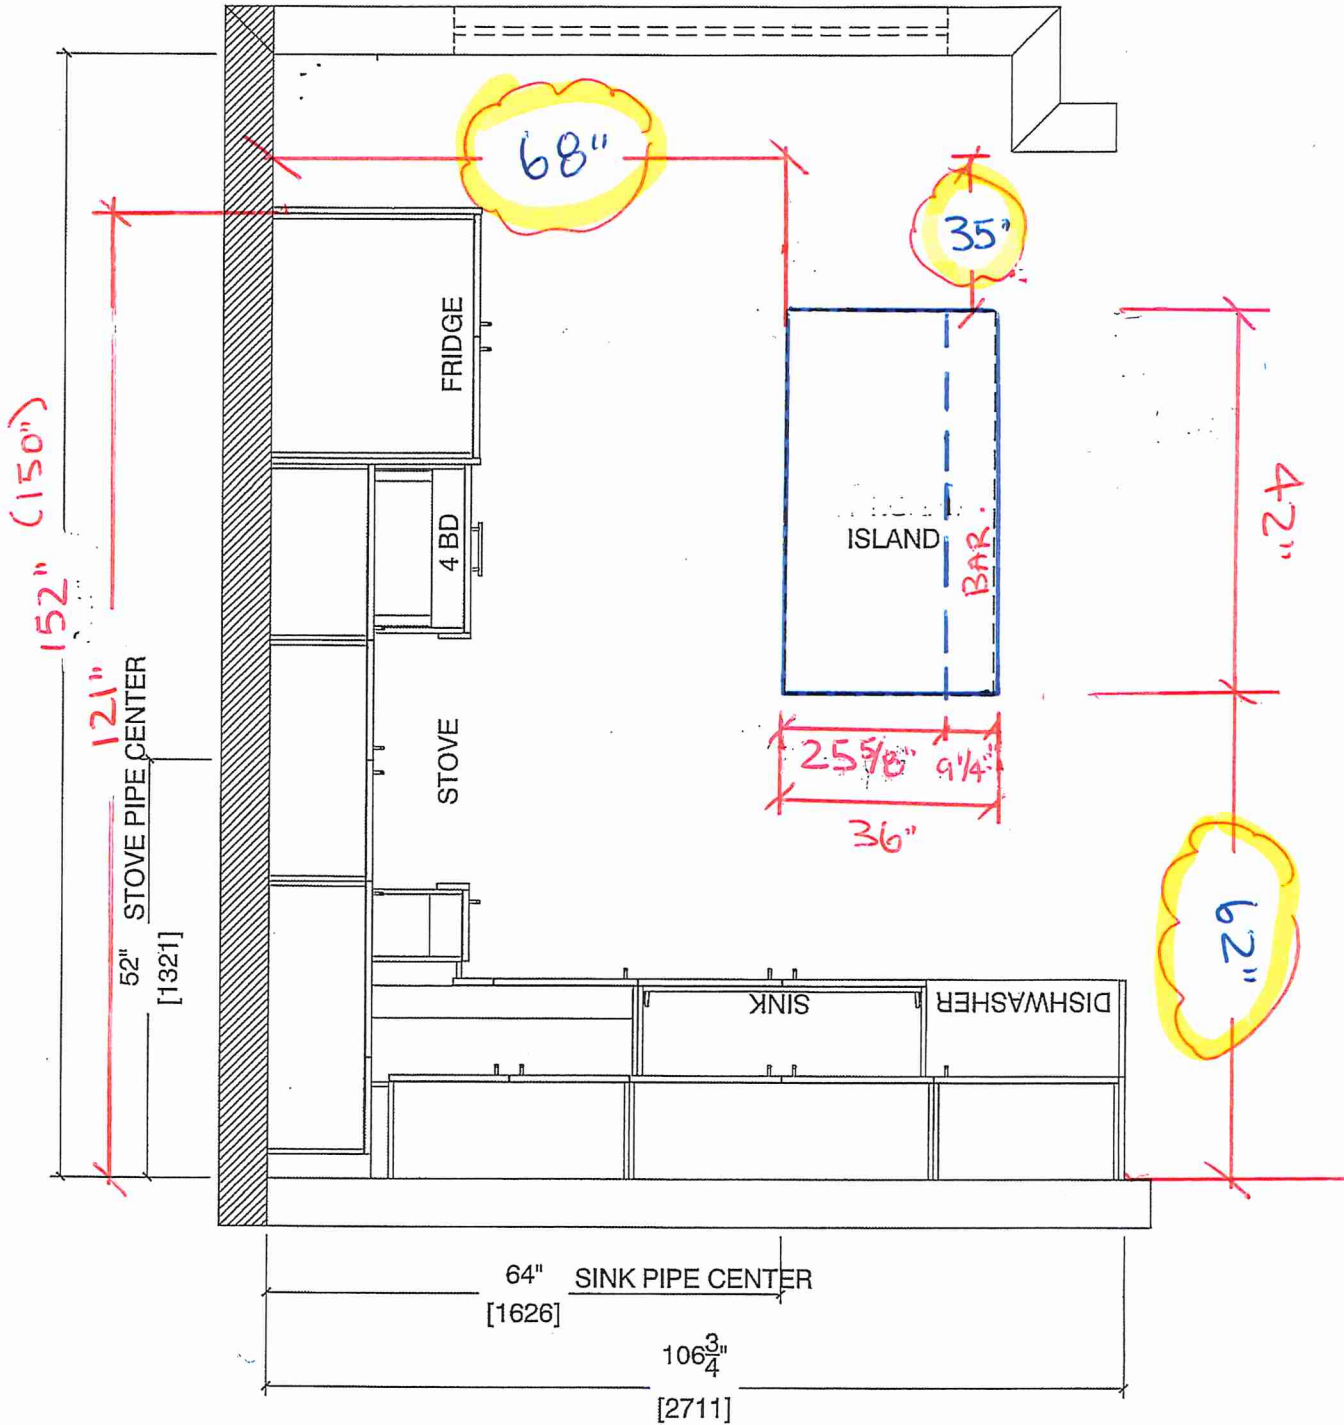 68"
35"
FRIDGE
152" (150")
4 BD
ISLAND
BAR.
42"
121"
52" STOVE PIPE CENTER
[1321]
STOVE
25 5/8" 9 1/4"
36"
62"
SINK
DISHWASHER
64" SINK PIPE CENTER
[1626]
106 3/4"
[2711]